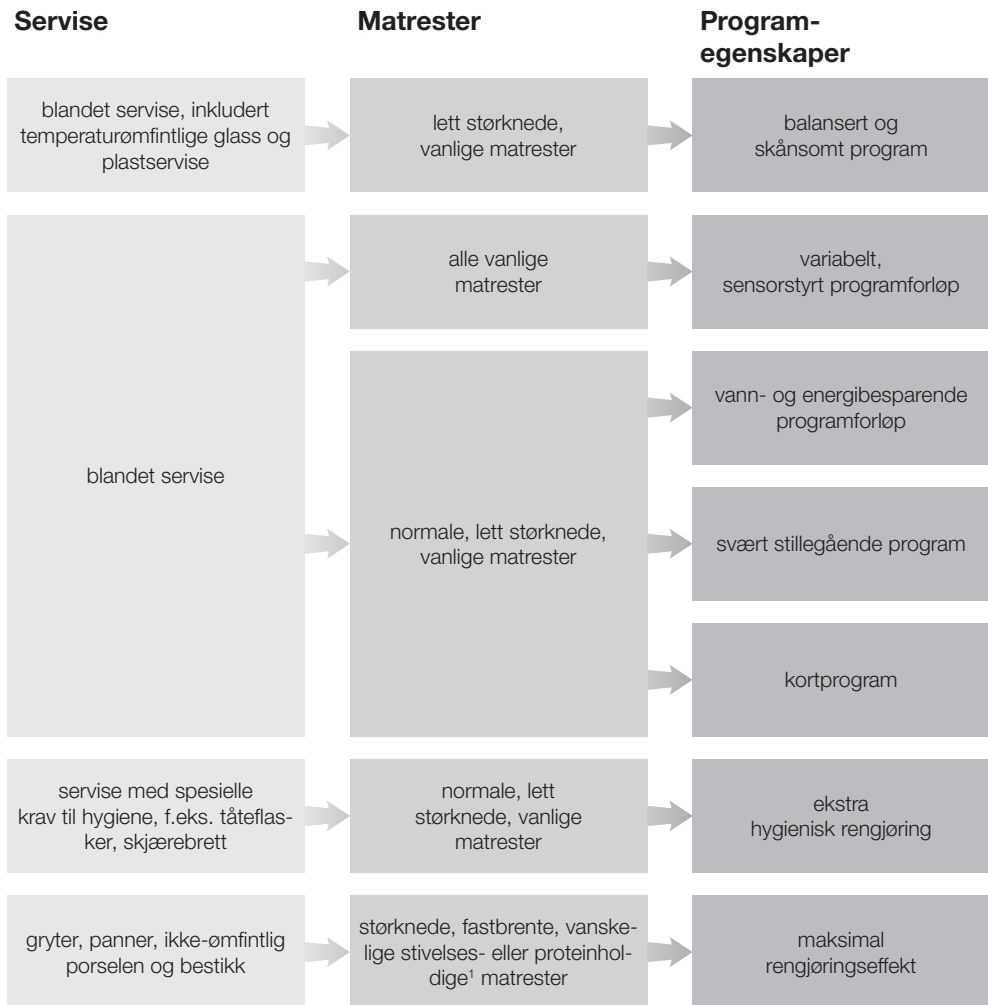 Servise
Matrester
Program-
egenskaper
blandet servise, inkludert
temperaturømfintlige glass og
plastservise
lett størknede,
vanlige matrester
balansert og
skånsomt program
blandet servise
alle vanlige
matrester
variabelt,
sensorstyrt programforløp
normale, lett størknede,
vanlige matrester
vann- og energibesparende
programforløp
svært stillegående program
kortprogram
servise med spesielle
krav til hygiene, f.eks. tåteflas-
ker, skjærebrett
normale, lett
størknede, vanlige
matrester
ekstra
hygienisk rengjøring
gryter, panner, ikke-ømfintlig
porselen og bestikk
størknede, fastbrente, vanske-
lige stivelses- eller proteinhol-
dige¹ matrester
maksimal
rengjøringseffekt